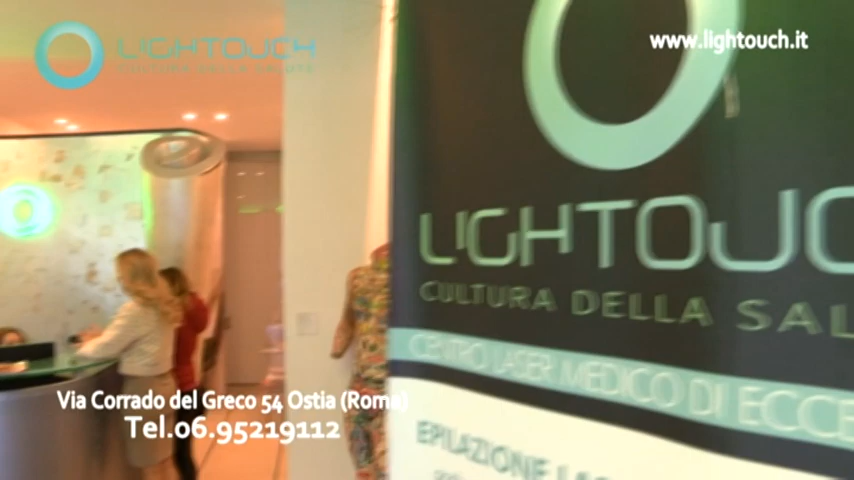 LIGHTOUCH
CULTURA DELLA SALUTE
www.lightouch.it
LIGHTOUC
CULTURA DELLA SAL
CENTRO LASER MEDICO DI ECCE
EPILAZIONE LAS
Via Corrado del Greco 54 Ostia (Roma)
Tel.06.95219112